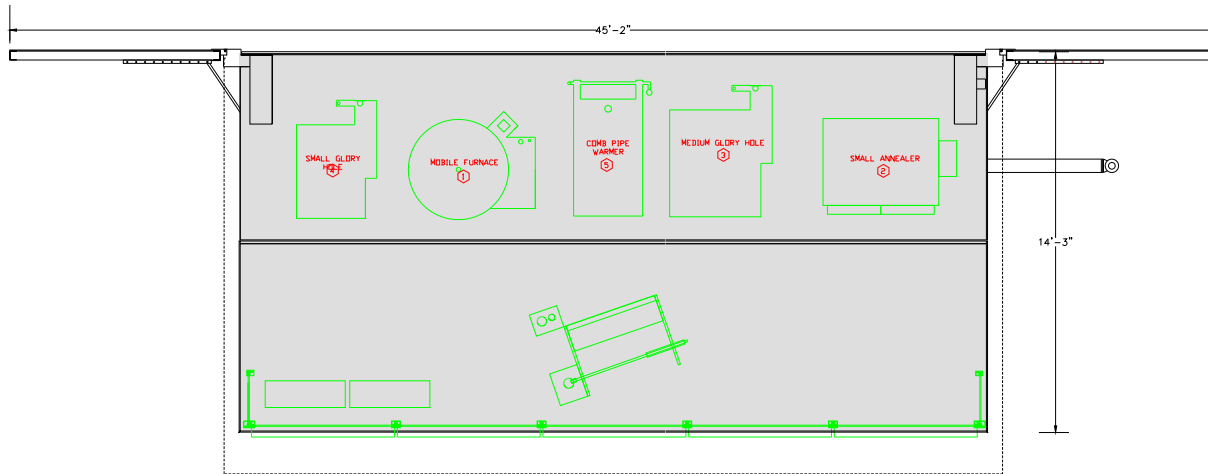 45'-2"
SMALL GLORY
HOLE
4
MOBILE FURNACE
1
COMB PIPE
WARMER
5
MEDIUM GLORY HOLE
3
SMALL ANNEALER
2
14'-3"